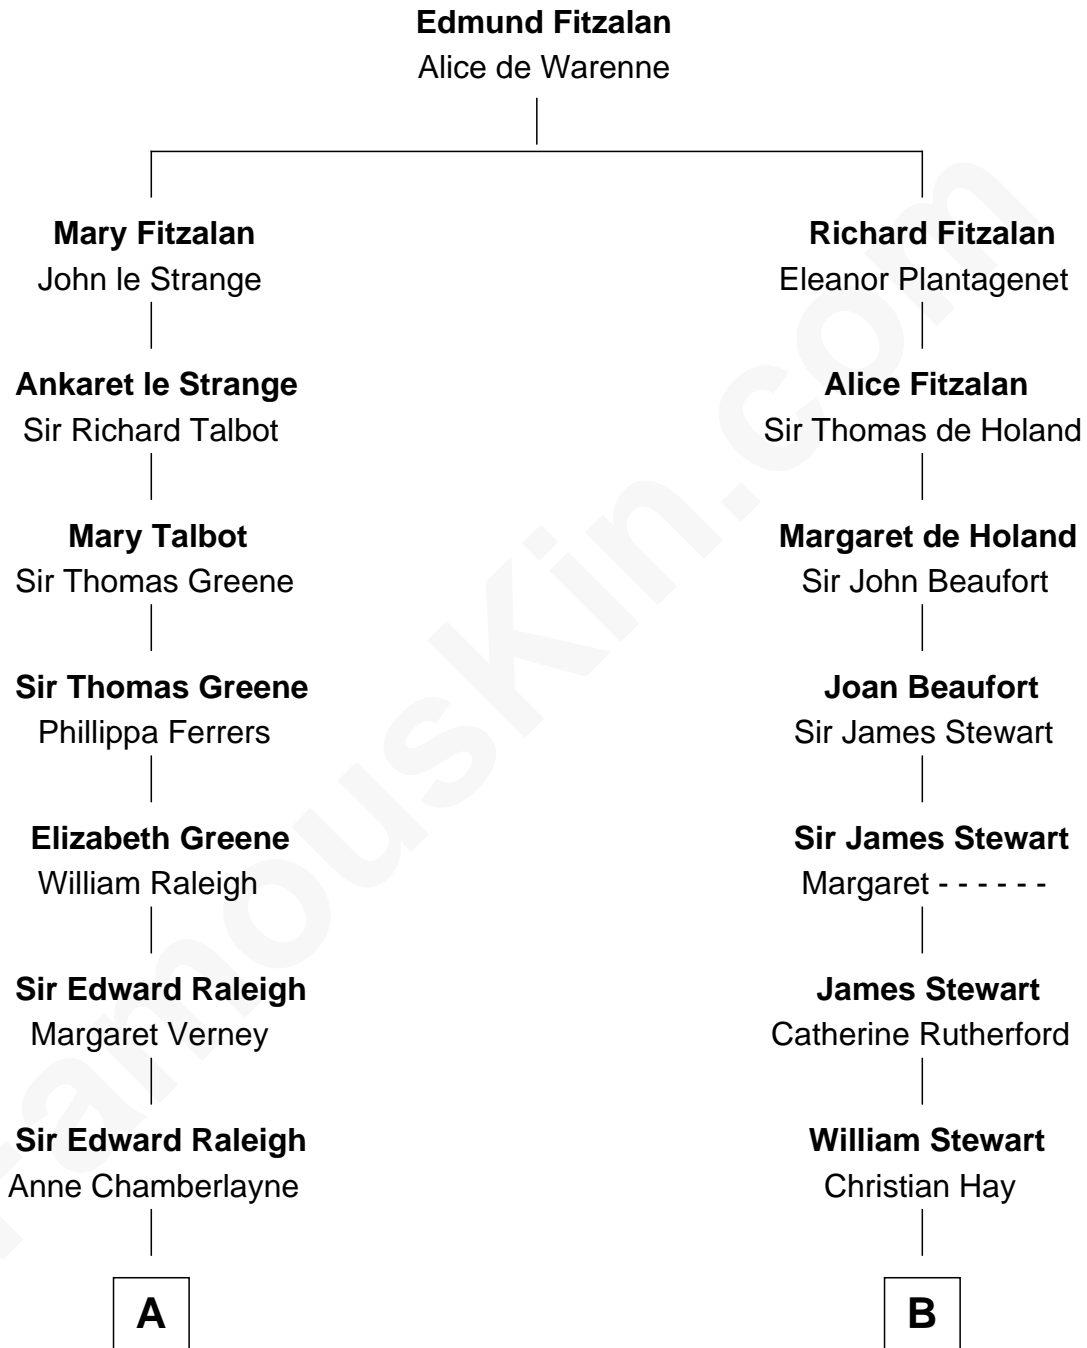 Edmund Fitzalan
Alice de Warenne
Mary Fitzalan
John le Strange
Richard Fitzalan
Eleanor Plantagenet
Ankaret le Strange
Sir Richard Talbot
Alice Fitzalan
Sir Thomas de Holand
Mary Talbot
Sir Thomas Greene
Margaret de Holand
Sir John Beaufort
Sir Thomas Greene
Phillippa Ferrers
Joan Beaufort
Sir James Stewart
Elizabeth Greene
William Raleigh
Sir James Stewart
Margaret - - - - - -
Sir Edward Raleigh
Margaret Verney
James Stewart
Catherine Rutherford
Sir Edward Raleigh
Anne Chamberlayne
William Stewart
Christian Hay
A
B
FamousKin.com